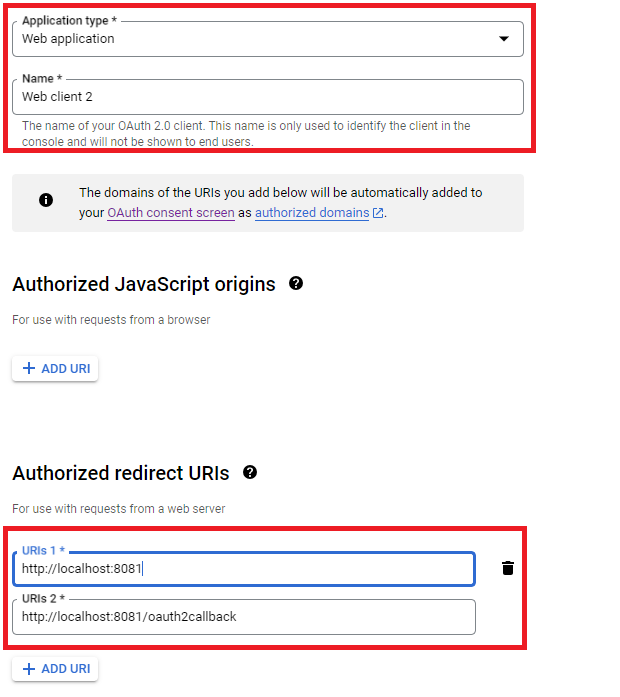 Application type *
Web application
Name *
Web client 2
The name of your OAuth 2.0 client. This name is only used to identify the client in the
console and will not be shown to end users.
The domains of the URIs you add below will be automatically added to
your OAuth consent screen as authorized domains.
Authorized JavaScript origins
For use with requests from a browser
ADD URI
Authorized redirect URIs
For use with requests from a web server
URIs 1 *
http://localhost:8081
URIs 2 *
http://localhost:8081/oauth2callback
ADD URI